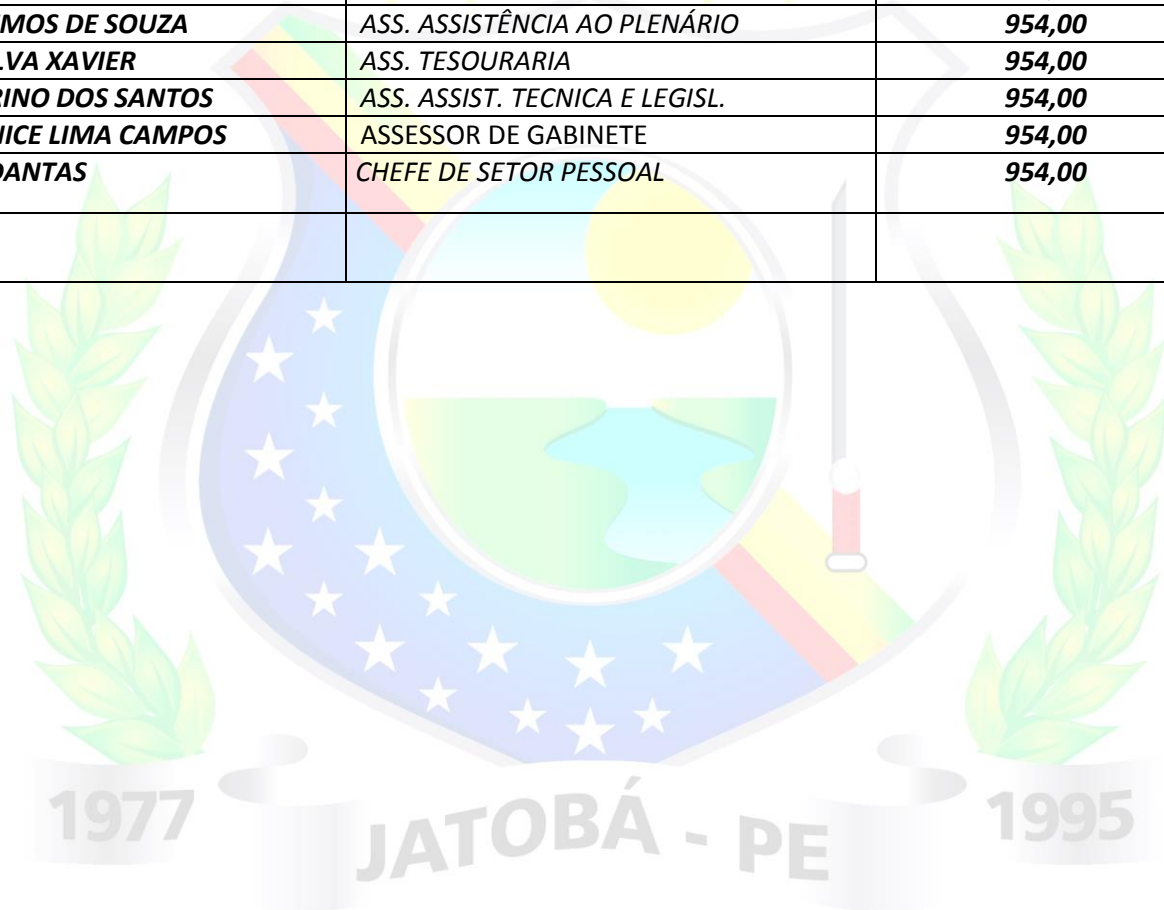 MOS DE SOUZA ASS. ASSISTÊNCIA AO PLENÁRIO 954,00
LVA XAVIER ASS. TESOURARIA 954,00
RINO DOS SANTOS ASS. ASSIST. TECNICA E LEGISL. 954,00
ICE LIMA CAMPOS ASSESSOR DE GABINETE 954,00
DANTAS CHEFE DE SETOR PESSOAL 954,00
1977 JATOBÁ - PE 1995